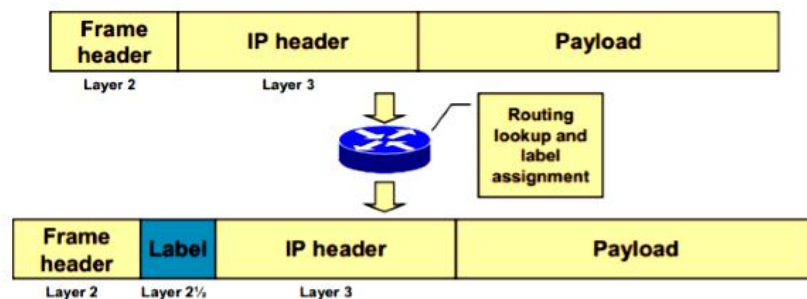 Frame
header
IP header
Payload
Layer 2
Layer 3
Routing
lookup and
label
assignment
Frame
header
Label
IP header
Payload
Layer 2
Layer 2½
Layer 3